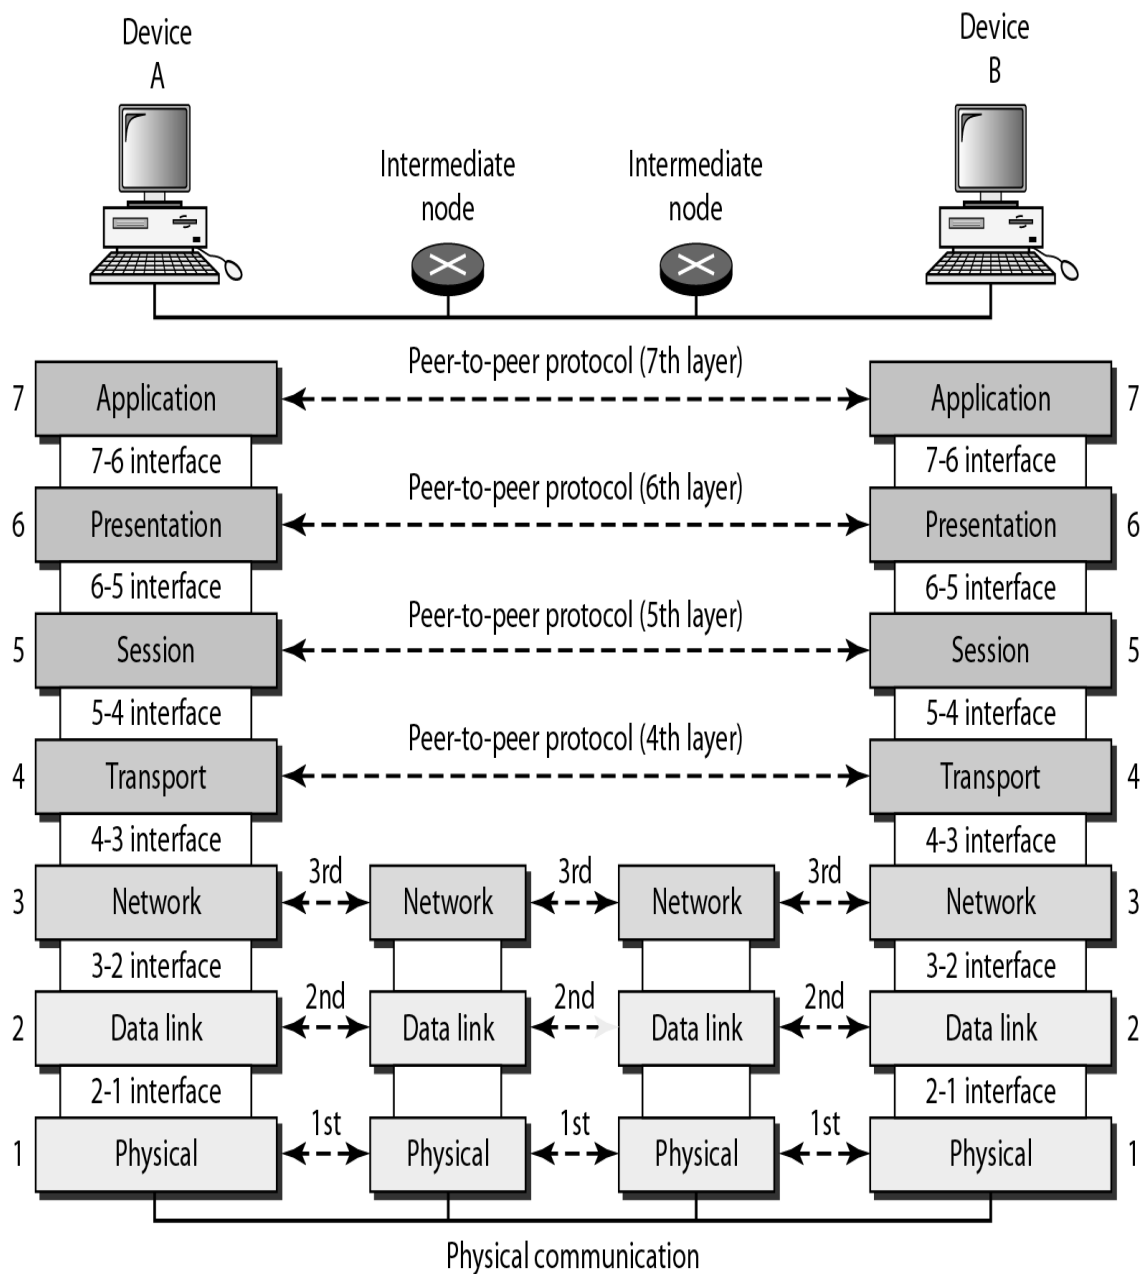 Device
A
Device
B
Intermediate
node
Intermediate
node
Peer-to-peer protocol (7th layer)
7 Application Application 7
7-6 interface 7-6 interface
Peer-to-peer protocol (6th layer)
6 Presentation Presentation 6
6-5 interface 6-5 interface
Peer-to-peer protocol (5th layer)
5 Session Session 5
5-4 interface 5-4 interface
Peer-to-peer protocol (4th layer)
4 Transport Transport 4
4-3 interface 4-3 interface
3rd 3rd 3rd
3 Network Network Network Network 3
3-2 interface 3-2 interface
2nd 2nd 2nd
2 Data link Data link Data link Data link 2
2-1 interface 2-1 interface
1st 1st 1st
1 Physical Physical Physical Physical 1
Physical communication